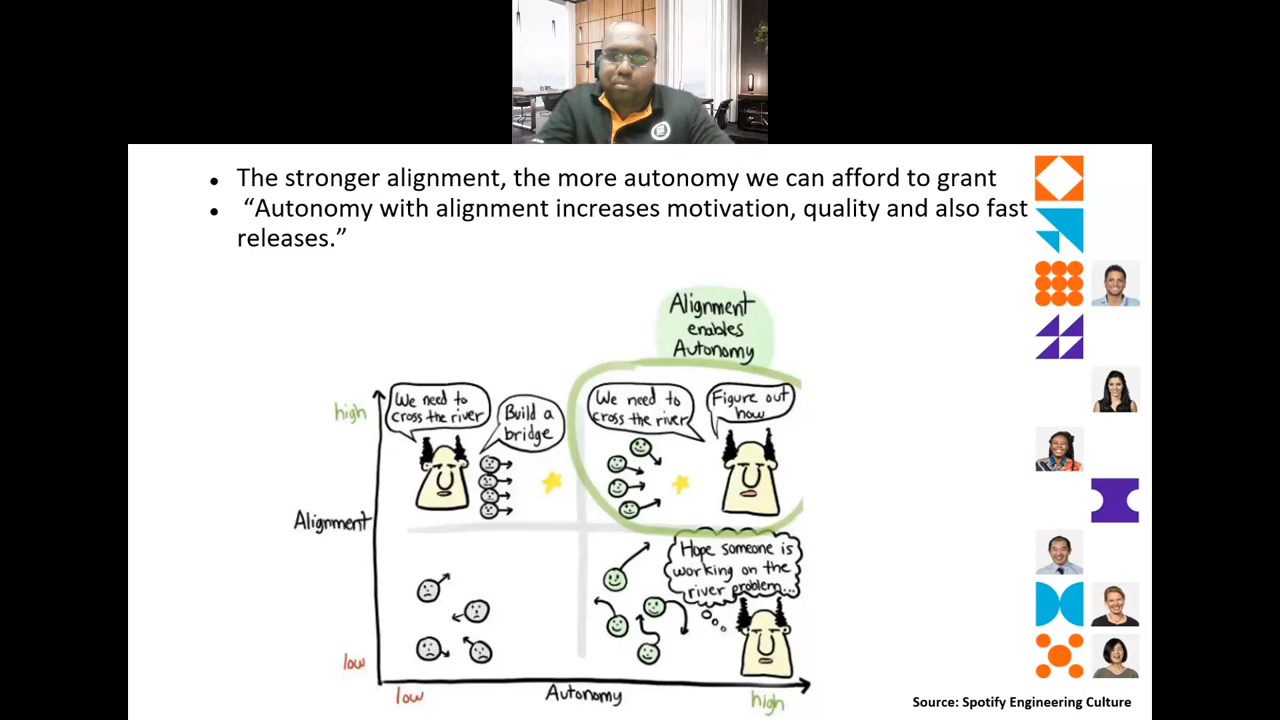 The stronger alignment, the more autonomy we can afford to grant
“Autonomy with alignment increases motivation, quality and also fast
releases.”
Alignment
enables
Autonomy
high
We need to
cross the river
Build a
bridge
We need to
cross the river
Figure out
how
Alignment
Hope someone is
working on the
river problem...
low
low
Autonomy
high
Source: Spotify Engineering Culture